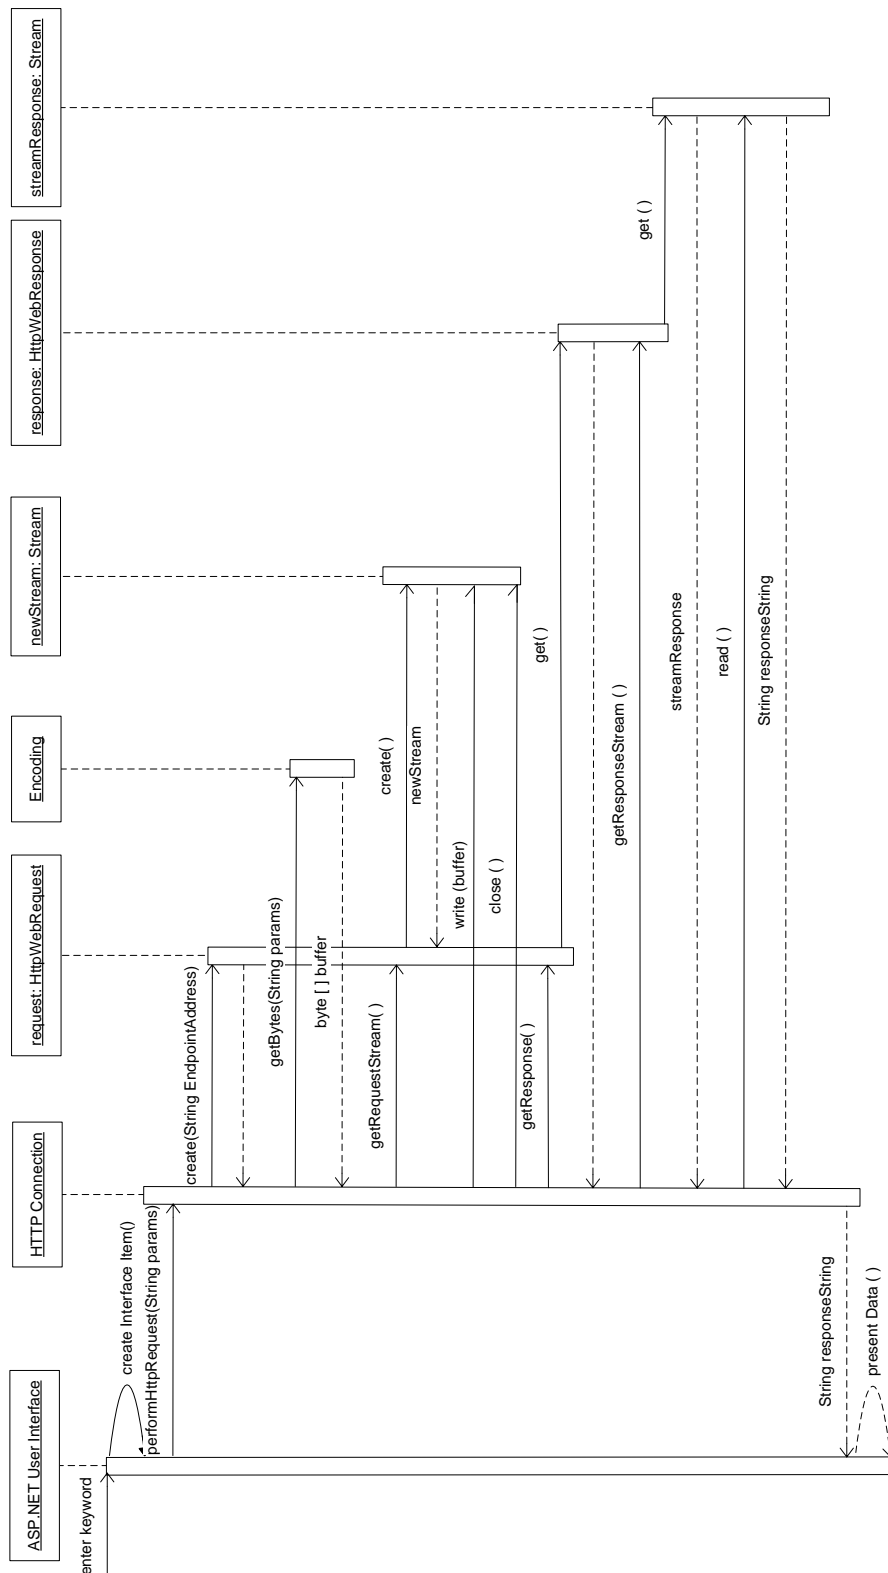 ASP.NET User Interface
HTTP Connection
request: HttpWebRequest
Encoding
newStream: Stream
response: HttpWebResponse
streamResponse: Stream
enter keyword
create Interface Item()
performHttpRequest(String params)
create(String EndpointAddress)
getBytes(String params)
byte [ ] buffer
getRequestStream( )
create( )
newStream
write (buffer)
close ( )
getResponse( )
get( )
getResponseStream ( )
get ( )
streamResponse
read ( )
String responseString
String responseString
present Data ( )